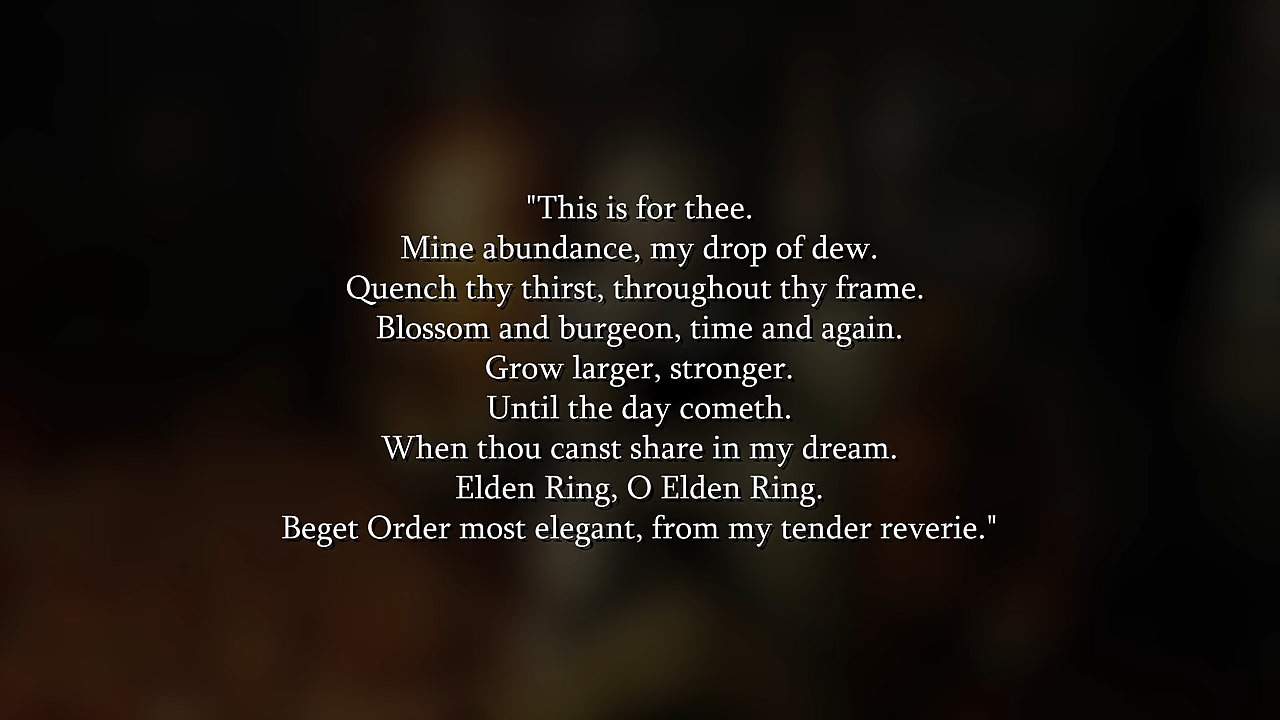 "This is for thee.
Mine abundance, my drop of dew.
Quench thy thirst, throughout thy frame.
Blossom and burgeon, time and again.
Grow larger, stronger.
Until the day cometh.
When thou canst share in my dream.
Elden Ring, O Elden Ring.
Beget Order most elegant, from my tender reverie."